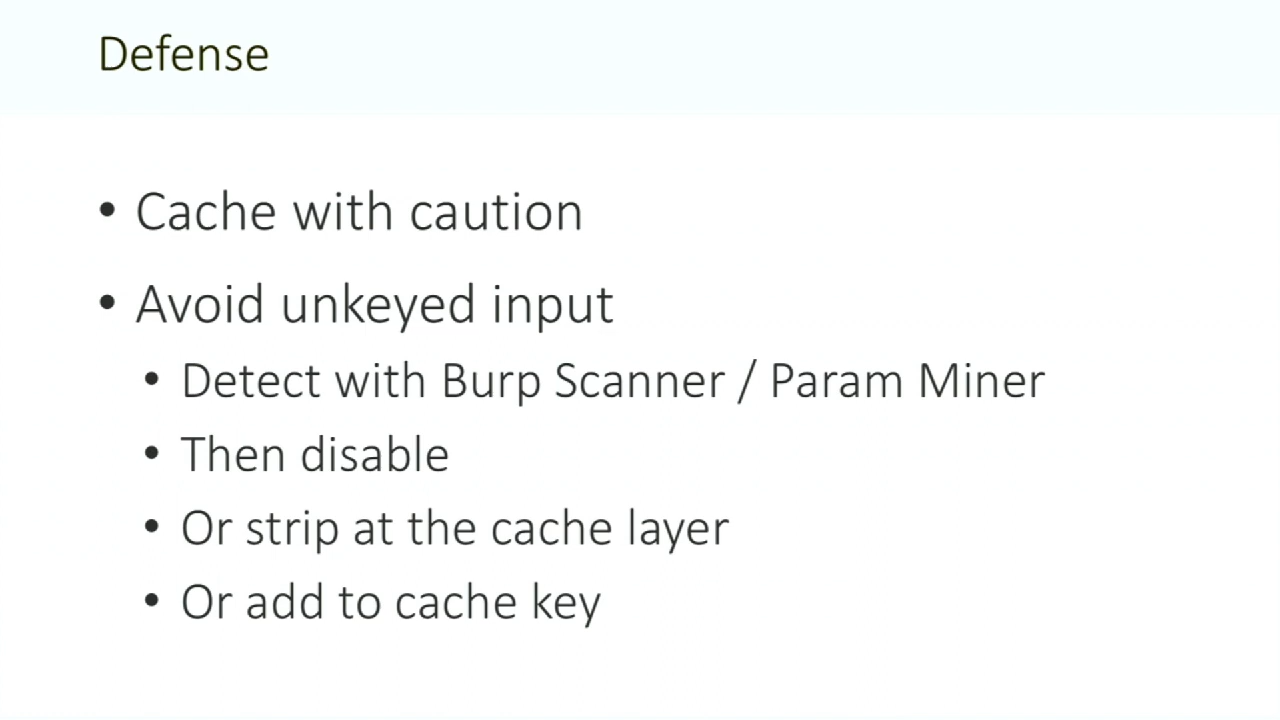 Defense
• Cache with caution
• Avoid unkeyed input
• Detect with Burp Scanner / Param Miner
• Then disable
• Or strip at the cache layer
• Or add to cache key